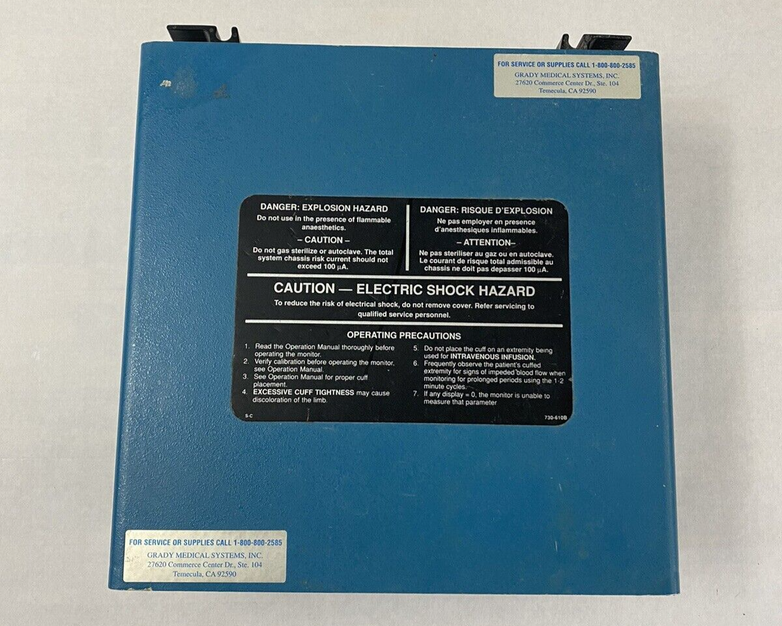 FOR SERVICE OR SUPPLIES CALL 1-800-800-2585
GRADY MEDICAL SYSTEMS, INC.
27620 Commerce Center Dr., Ste. 104
Temecula, CA 92590
DANGER: EXPLOSION HAZARD
Do not use in the presence of flammable
anaesthetics.
– CAUTION –
Do not gas sterilize or autoclave. The total
system chassis risk current should not
exceed 100 µA.
DANGER: RISQUE D'EXPLOSION
Ne pas employer en presence
d'anesthesiques inflammables.
–ATTENTION–
Ne pas steriliser au gaz ou en autoclave.
Le courant de risque total admissible au
chassis ne doit pas depasser 100 µA.
CAUTION — ELECTRIC SHOCK HAZARD
To reduce the risk of electrical shock, do not remove cover. Refer servicing to
qualified service personnel.
OPERATING PRECAUTIONS
1. Read the Operation Manual thoroughly before
operating the monitor.
2. Verify calibration before operating the monitor,
see Operation Manual.
3. See Operation Manual for proper cuff
placement.
4. EXCESSIVE CUFF TIGHTNESS may cause
discoloration of the limb.
5. Do not place the cuff on an extremity being
used for INTRAVENOUS INFUSION.
6. Frequently observe the patient's cuffed
extremity for signs of impeded blood flow when
monitoring for prolonged periods using the 1-2
minute cycles.
7. If any display = 0, the monitor is unable to
measure that parameter
730-610B
FOR SERVICE OR SUPPLIES CALL 1-800-800-2585
GRADY MEDICAL SYSTEMS, INC.
27620 Commerce Center Dr., Ste. 104
Temecula, CA 92590